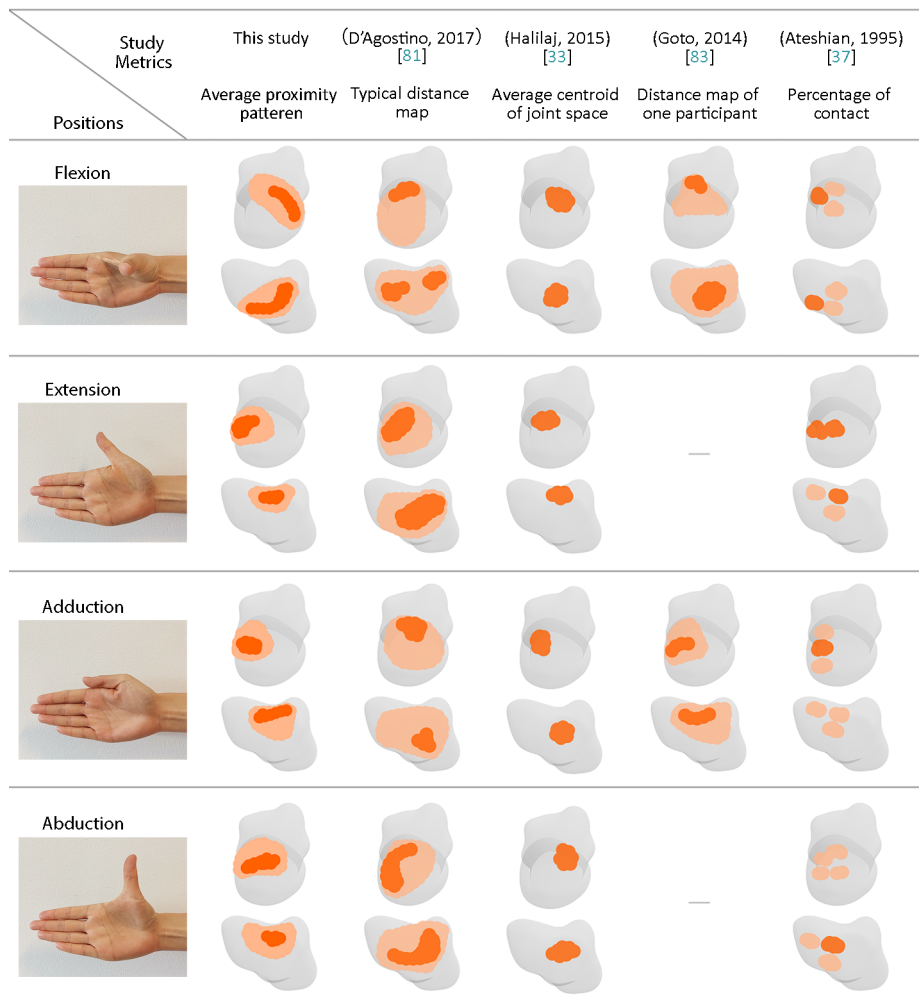 Study
Metrics
Positions
This study
Average proximity
patteren
(D'Agostino, 2017)
[81]
Typical distance
map
(Halilaj, 2015)
[33]
Average centroid
of joint space
(Goto, 2014)
[83]
Distance map of
one participant
(Ateshian, 1995)
[37]
Percentage of
contact
Flexion
Extension
—
Adduction
Abduction
—